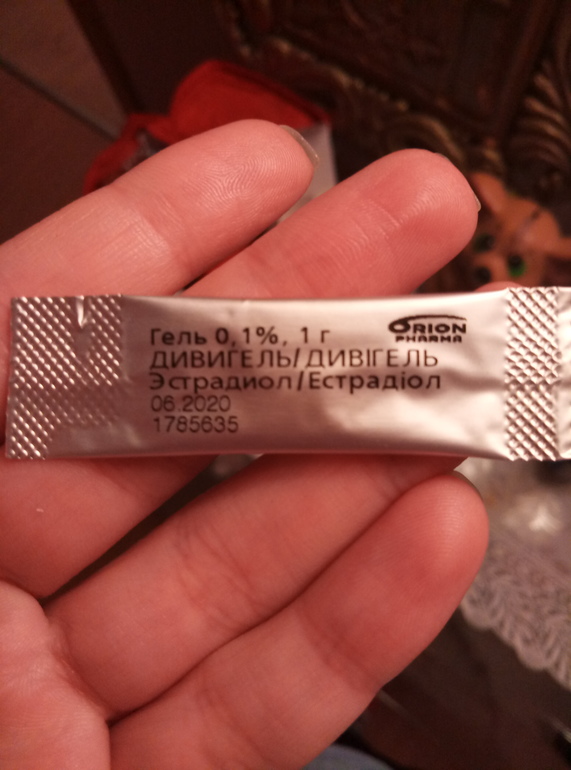 Гель 0,1%, 1 г
ORION
PHARMA
ДИВИГЕЛЬ/ДИВІГЕЛЬ
Эстрадиол/Естрадіол
06.2020
1785635